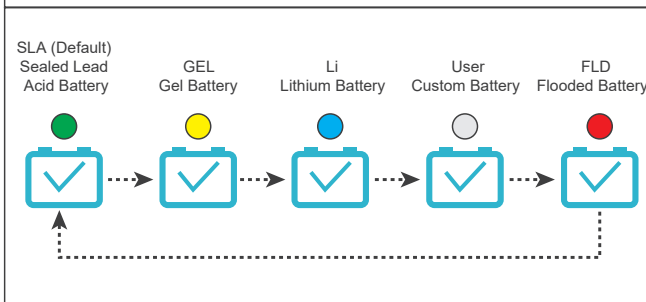 SLA (Default)
Sealed Lead
Acid Battery
GEL
Gel Battery
Li
Lithium Battery
User
Custom Battery
FLD
Flooded Battery